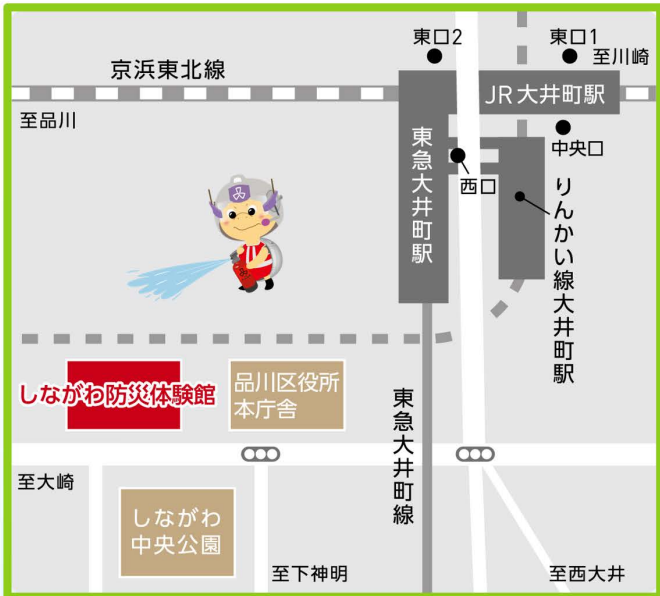 東口2
東口1
至川崎
京浜東北線
JR大井町駅
至品川
中央口
東急大井町駅
西口
りんかい線大井町駅
しながわ防災体験館
品川区役所
本庁舎
東急大井町線
至大崎
しながわ
中央公園
至下神明
至西大井